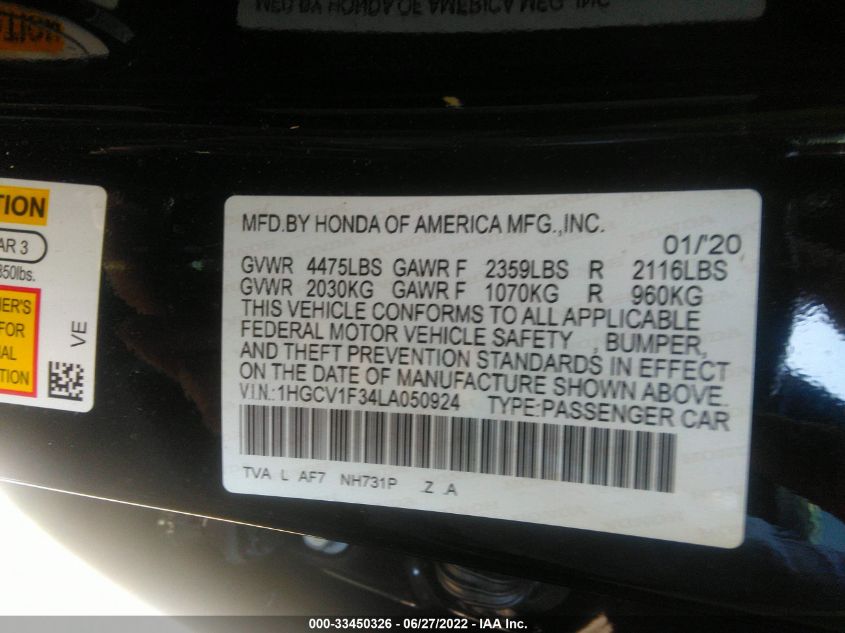 MFD.BY HONDA OF AMERICA MFG.,INC.
01/'20
GVWR 4475LBS GAWR F 2359LBS R 2116LBS
GVWR 2030KG GAWR F 1070KG R 960KG
THIS VEHICLE CONFORMS TO ALL APPLICABLE
FEDERAL MOTOR VEHICLE SAFETY , BUMPER,
AND THEFT PREVENTION STANDARDS IN EFFECT
ON THE DATE OF MANUFACTURE SHOWN ABOVE.
V.I.N.:1HGCV1F34LA050924 TYPE:PASSENGER CAR
TVA L AF7 NH731P Z A
TION
AR 3
350lbs.
ER'S
FOR
AL
TION
VE
000-33450326 - 06/27/2022 - IAA Inc.